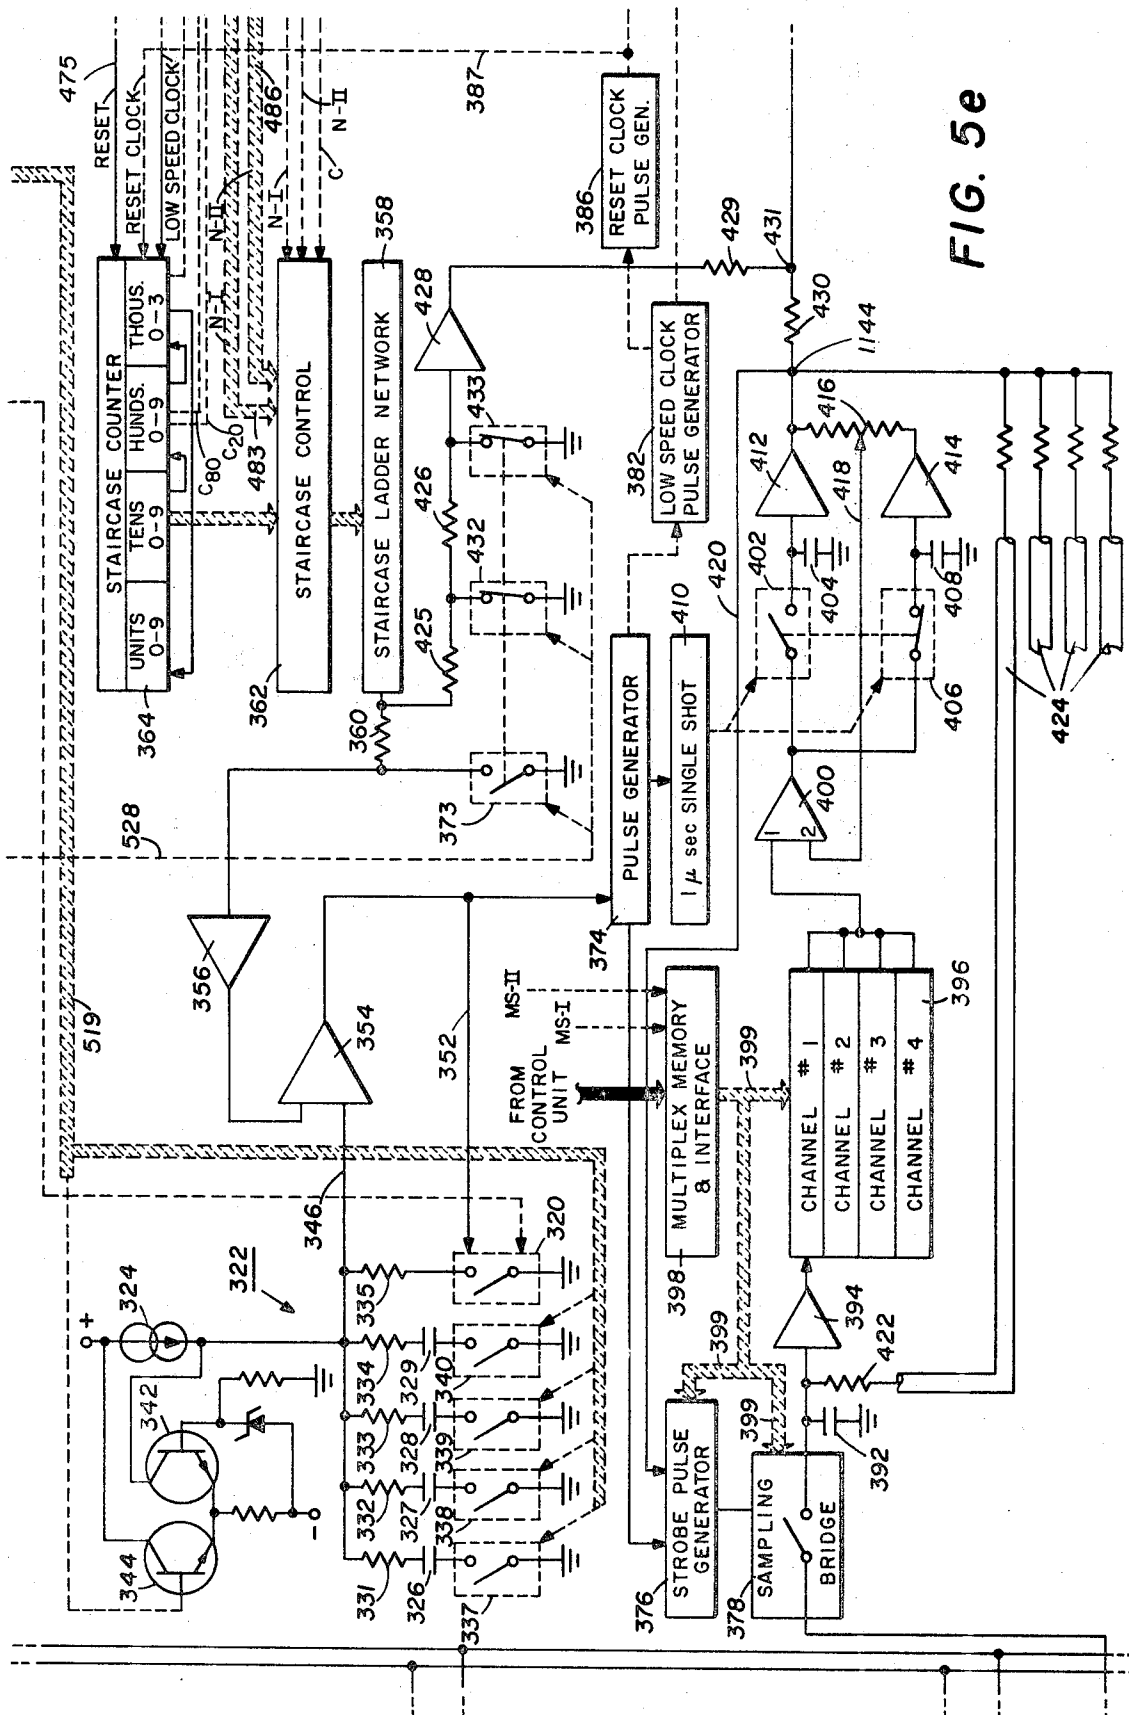 475
RESET
RESET CLOCK
LOW SPEED CLOCK
387
486
N-II
N-I
N-I
N-II
C
STAIRCASE COUNTER
UNITS 0-9
TENS 0-9
HUNDS. 0-9
THOUS. 0-3
364
C80
C20
483
STAIRCASE CONTROL
362
STAIRCASE LADDER NETWORK
358
360
425
426
428
432
433
373
528
519
356
354
352
346
322
+
324
342
344
-
331
332
333
334
335
326
327
328
329
337
338
339
340
320
386
RESET CLOCK
PULSE GEN.
429
431
430
1144
382
LOW SPEED CLOCK
PULSE GENERATOR
PULSE GENERATOR
374
1 μ sec SINGLE SHOT
410
420
402
404
412
416
418
414
408
406
400
1
2
424
FROM
CONTROL
UNIT
MS-II
MS-I
MULTIPLEX MEMORY
& INTERFACE
398
399
399
399
CHANNEL # 1
CHANNEL # 2
CHANNEL # 3
CHANNEL # 4
396
394
422
392
STROBE PULSE
GENERATOR
376
SAMPLING
BRIDGE
378
FIG. 5e